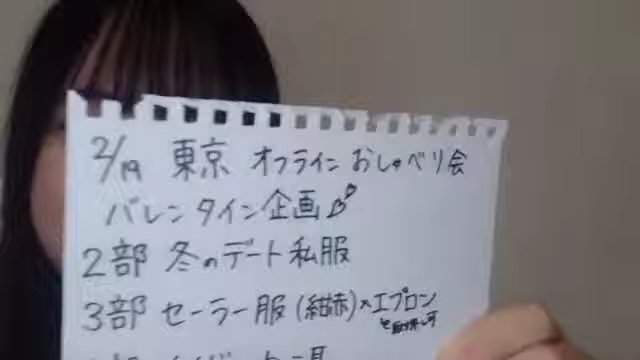 2/19 東京 オフラインおしゃべり会
バレンタイン企画
2部 冬のデート私服
3部 セーラー服(紺赤)×エプロン